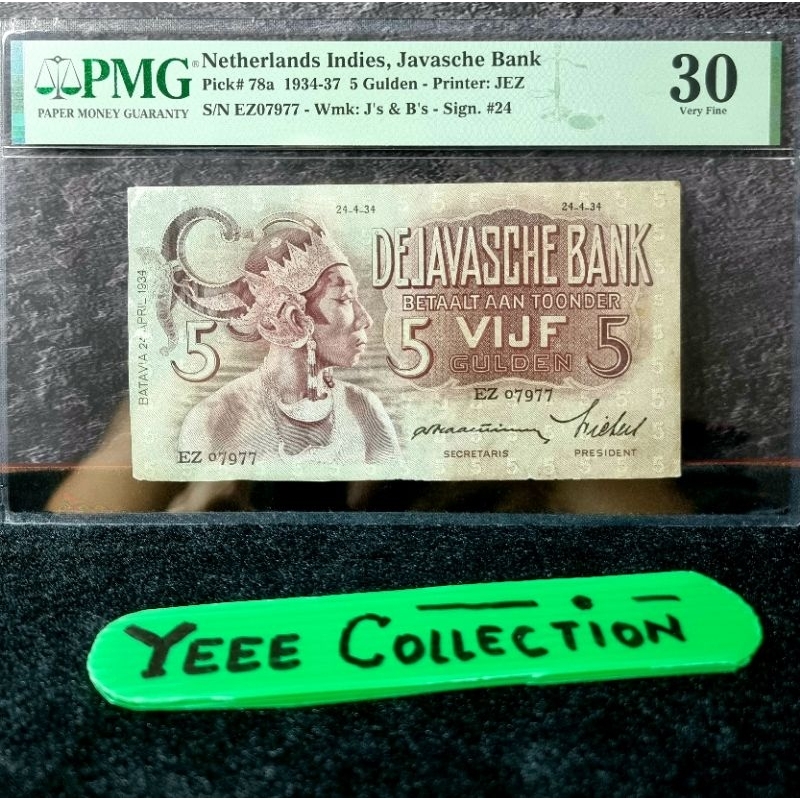 PMG
PAPER MONEY GUARANTY
Netherlands Indies, Javasche Bank
Pick# 78a 1934-37 5 Gulden - Printer: JEZ
S/N EZ07977 - Wmk: J's & B's - Sign. #24
30
Very Fine
24-4-34 24-4-34
DE JAVASCHE BANK
BETAALT AAN TOONDER
5 5 VIJF 5
GULDEN
BATAVIA 24 APRIL 1934
EZ 07977
EZ 07977
SECRETARIS PRESIDENT
YEEE COLLECTION